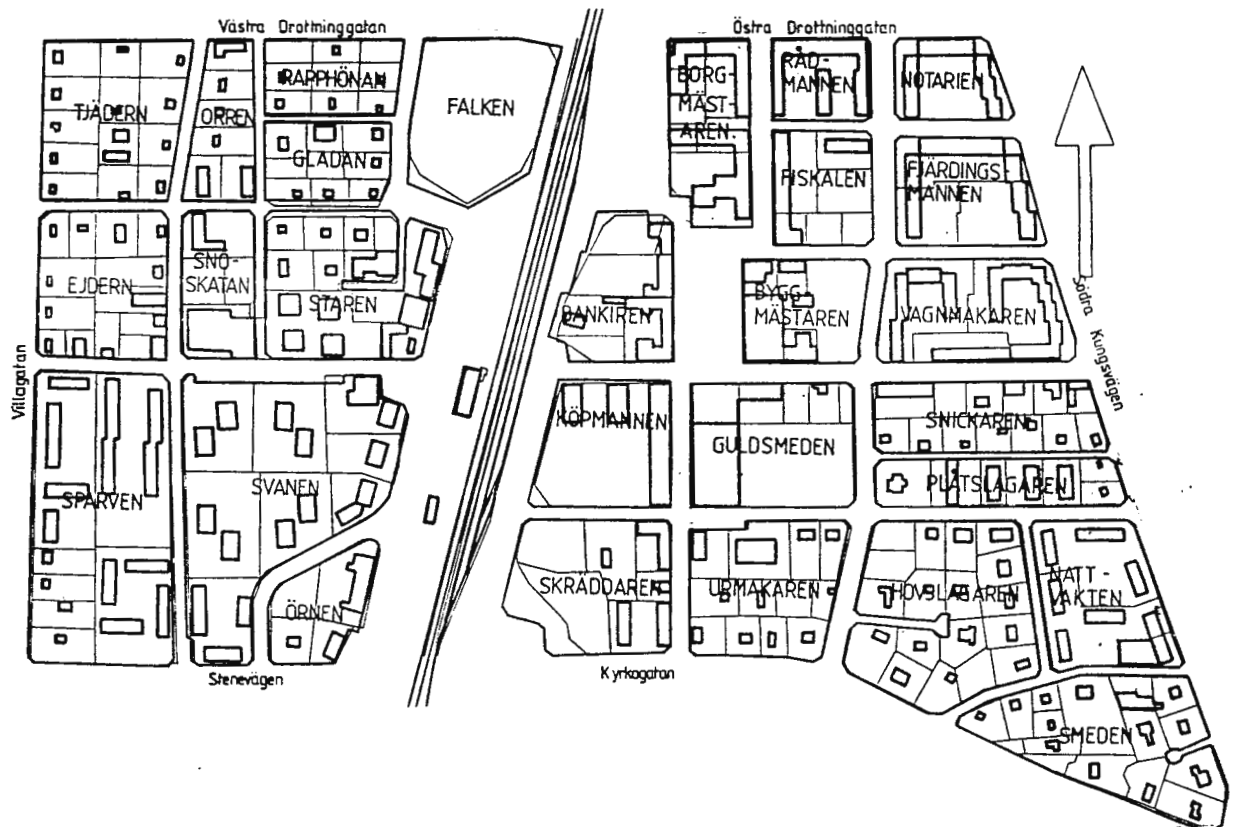 Västra Drottninggatan
Östra Drottninggatan
TJÄDERN
ORREN
RAPPHÖNAN
GLADAN
FALKEN
BORG-
MÄST-
AREN
RÅD-
MANNEN
NOTARIEN
FISKALEN
FJÄRDINGS-
MANNEN
EJDERN
SNÖ-
SKATAN
STAREN
BANKIREN
BYGG-
MÄSTAREN
VAGNMAKAREN
Södra Kungsvägen
Villagatan
SPARVEN
SVANEN
ÖRNEN
KÖPMANNEN
GULDSMEDEN
SNICKAREN
PLÅTSLAGAREN
SKRÄDDAREN
URMAKAREN
HOVSLAGAREN
NATT-
VAKTEN
SMEDEN
Stenevägen
Kyrkogatan